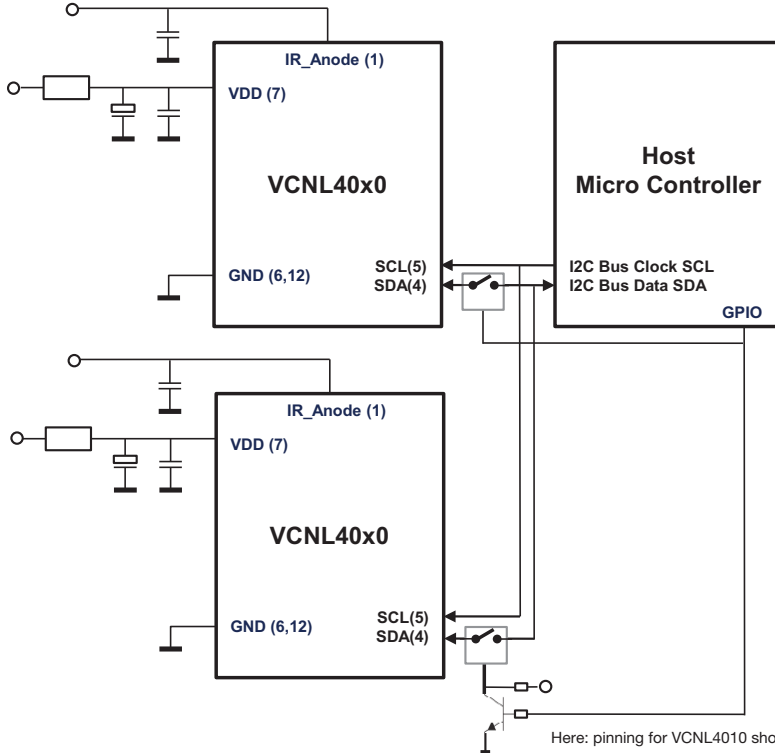 IR_Anode (1)
VDD (7)
VCNL40x0
GND (6,12)
SCL(5)
SDA(4)
Host
Micro Controller
I2C Bus Clock SCL
I2C Bus Data SDA
GPIO
IR_Anode (1)
VDD (7)
VCNL40x0
GND (6,12)
SCL(5)
SDA(4)
Here: pinning for VCNL4010 sho